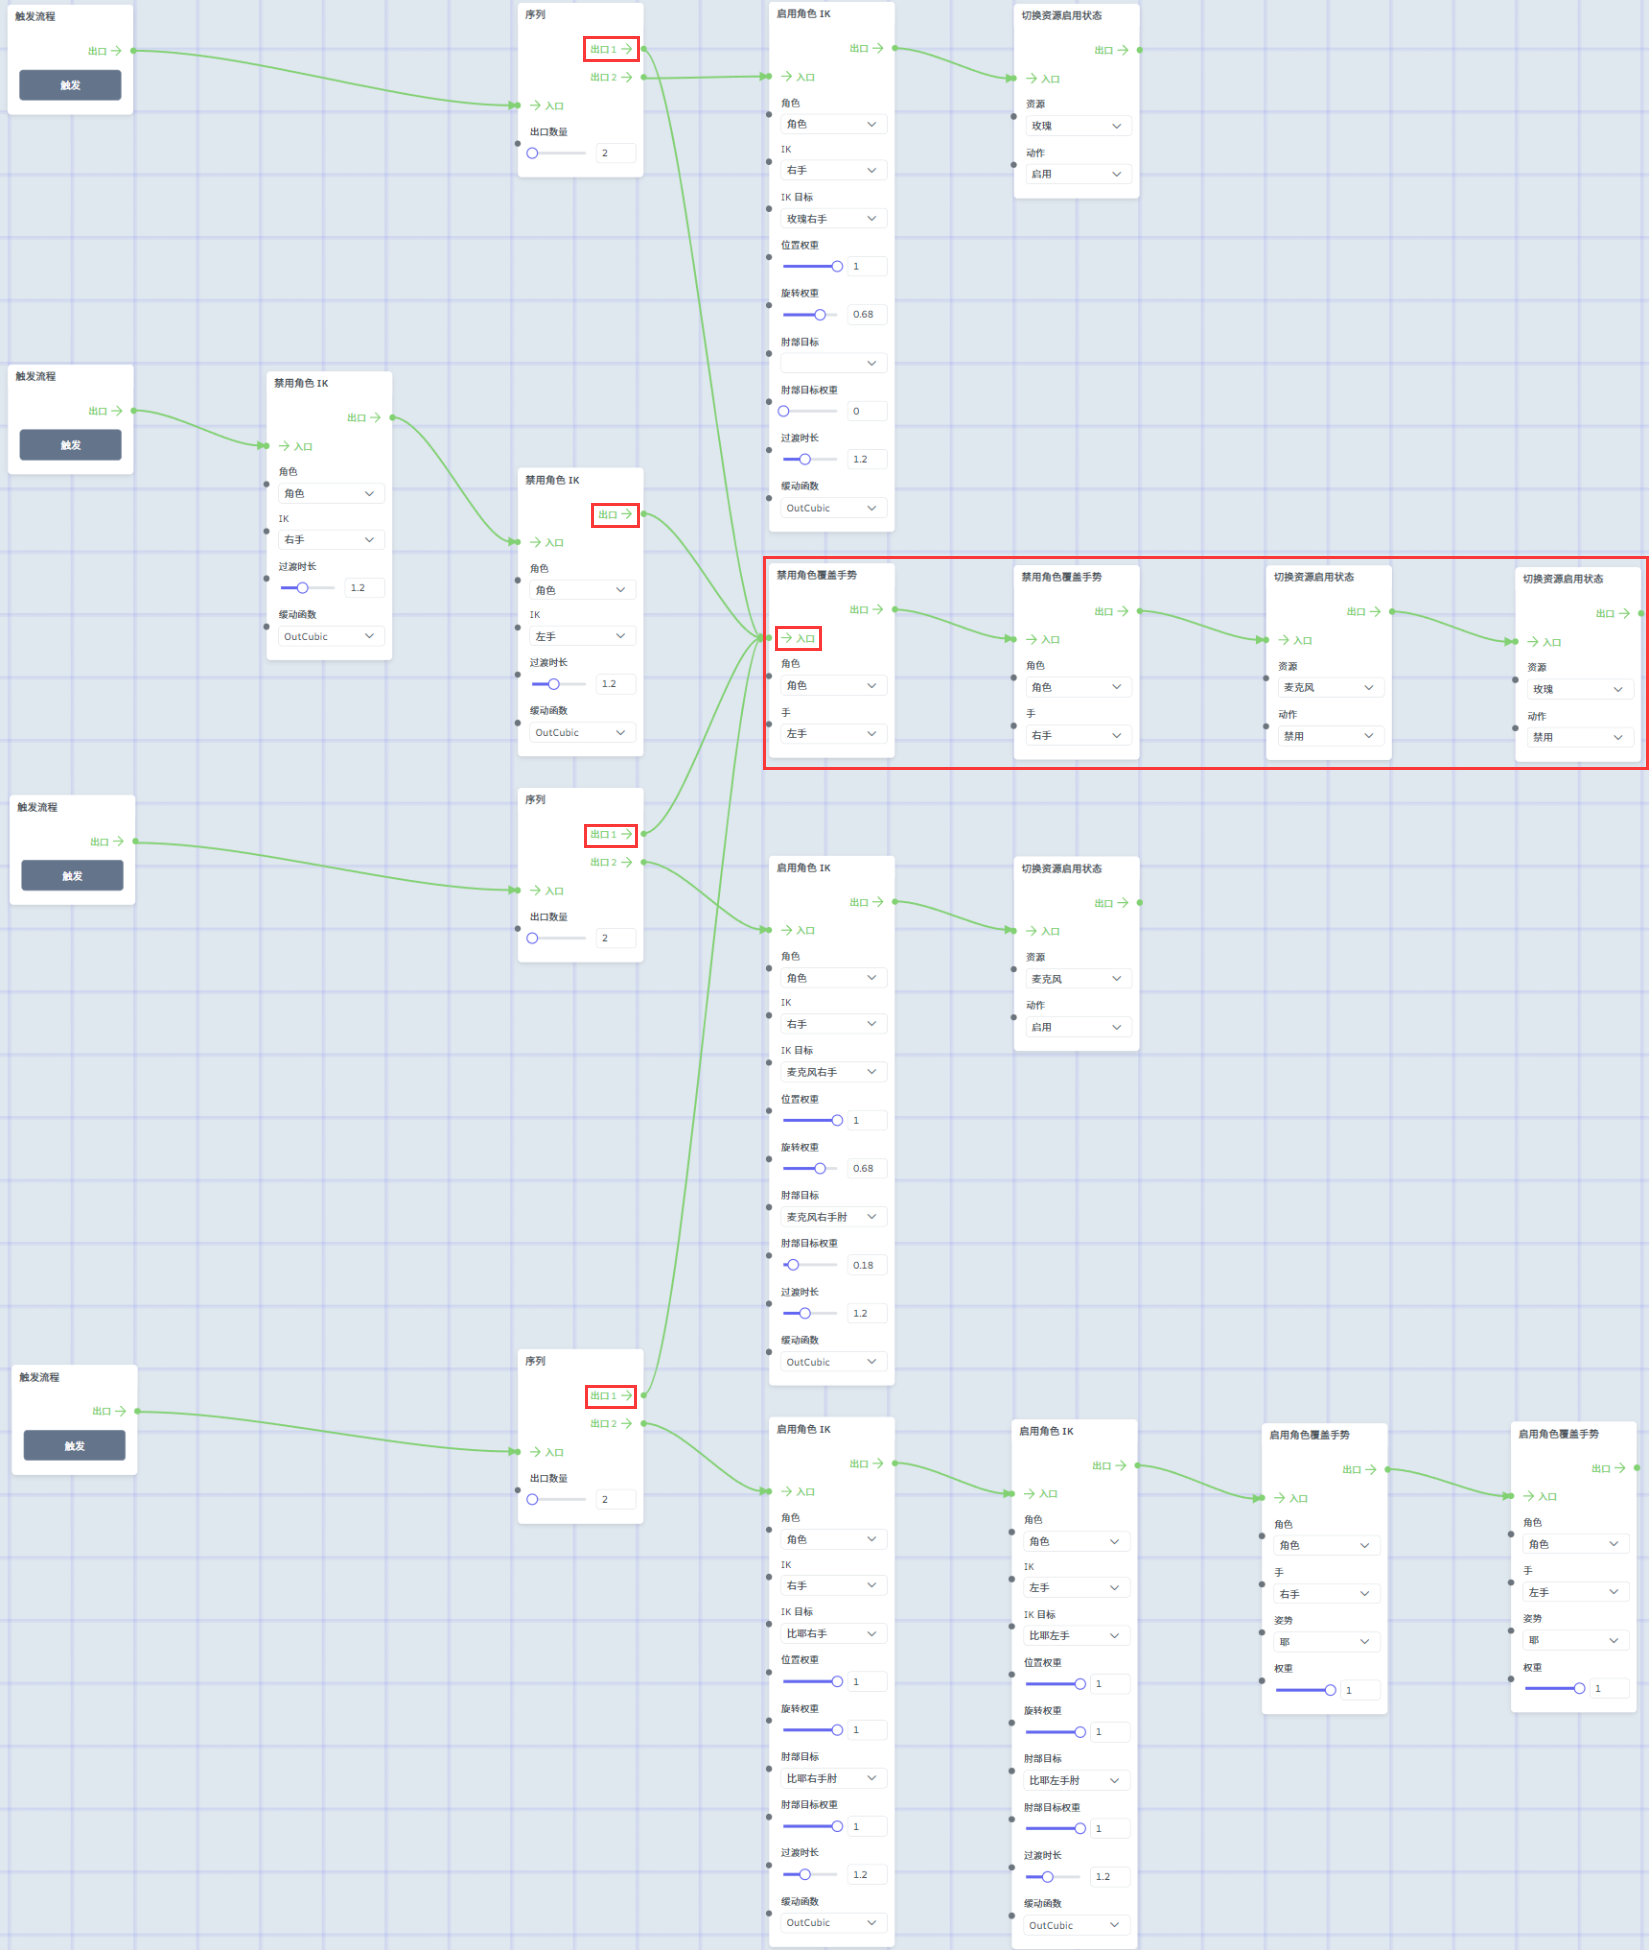 触发流程
出口
触发
序列
出口 1
出口 2
入口
出口数量
2
启用角色 IK
出口
入口
角色
角色
IK
右手
IK 目标
玫瑰右手
位置权重
1
旋转权重
0.68
肘部目标
肘部目标权重
0
过渡时长
1.2
缓动函数
OutCubic
切换资源启用状态
出口
入口
资源
玫瑰
动作
启用
触发流程
出口
触发
禁用角色 IK
出口
入口
角色
角色
IK
右手
过渡时长
1.2
缓动函数
OutCubic
禁用角色 IK
出口
入口
角色
角色
IK
左手
过渡时长
1.2
缓动函数
OutCubic
禁用角色覆盖手势
出口
入口
角色
角色
手
左手
禁用角色覆盖手势
出口
入口
角色
角色
手
右手
切换资源启用状态
出口
入口
资源
麦克风
动作
禁用
切换资源启用状态
出口
入口
资源
玫瑰
动作
禁用
触发流程
出口
触发
序列
出口 1
出口 2
入口
出口数量
2
启用角色 IK
出口
入口
角色
角色
IK
右手
IK 目标
麦克风右手
位置权重
1
旋转权重
0.68
肘部目标
麦克风右手肘
肘部目标权重
0.18
过渡时长
1.2
缓动函数
OutCubic
切换资源启用状态
出口
入口
资源
麦克风
动作
启用
触发流程
出口
触发
序列
出口 1
出口 2
入口
出口数量
2
启用角色 IK
出口
入口
角色
角色
IK
右手
IK 目标
比耶右手
位置权重
1
旋转权重
1
肘部目标
比耶右手肘
肘部目标权重
1
过渡时长
1.2
缓动函数
OutCubic
启用角色 IK
出口
入口
角色
角色
IK
左手
IK 目标
比耶左手
位置权重
1
旋转权重
1
肘部目标
比耶左手肘
肘部目标权重
1
过渡时长
1.2
缓动函数
OutCubic
启用角色覆盖手势
出口
入口
角色
角色
手
右手
姿势
耶
权重
1
启用角色覆盖手势
出口
入口
角色
角色
手
左手
姿势
耶
权重
1